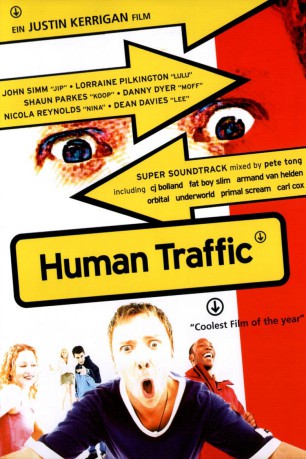 EIN JUSTIN KERRIGAN FILM
JOHN SIMM "JIP" • LORRAINE PILKINGTON "LULU"
SHAUN PARKES "KOOP" • DANNY DYER "MOFF"
NICOLA REYNOLDS "NINA" • DEAN DAVIES "LEE"
SUPER SOUNDTRACK mixed by pete tong
including cj bolland fat boy slim armand van helden
orbital underworld primal scream carl cox
Human Traffic
"Coolest Film of the year"